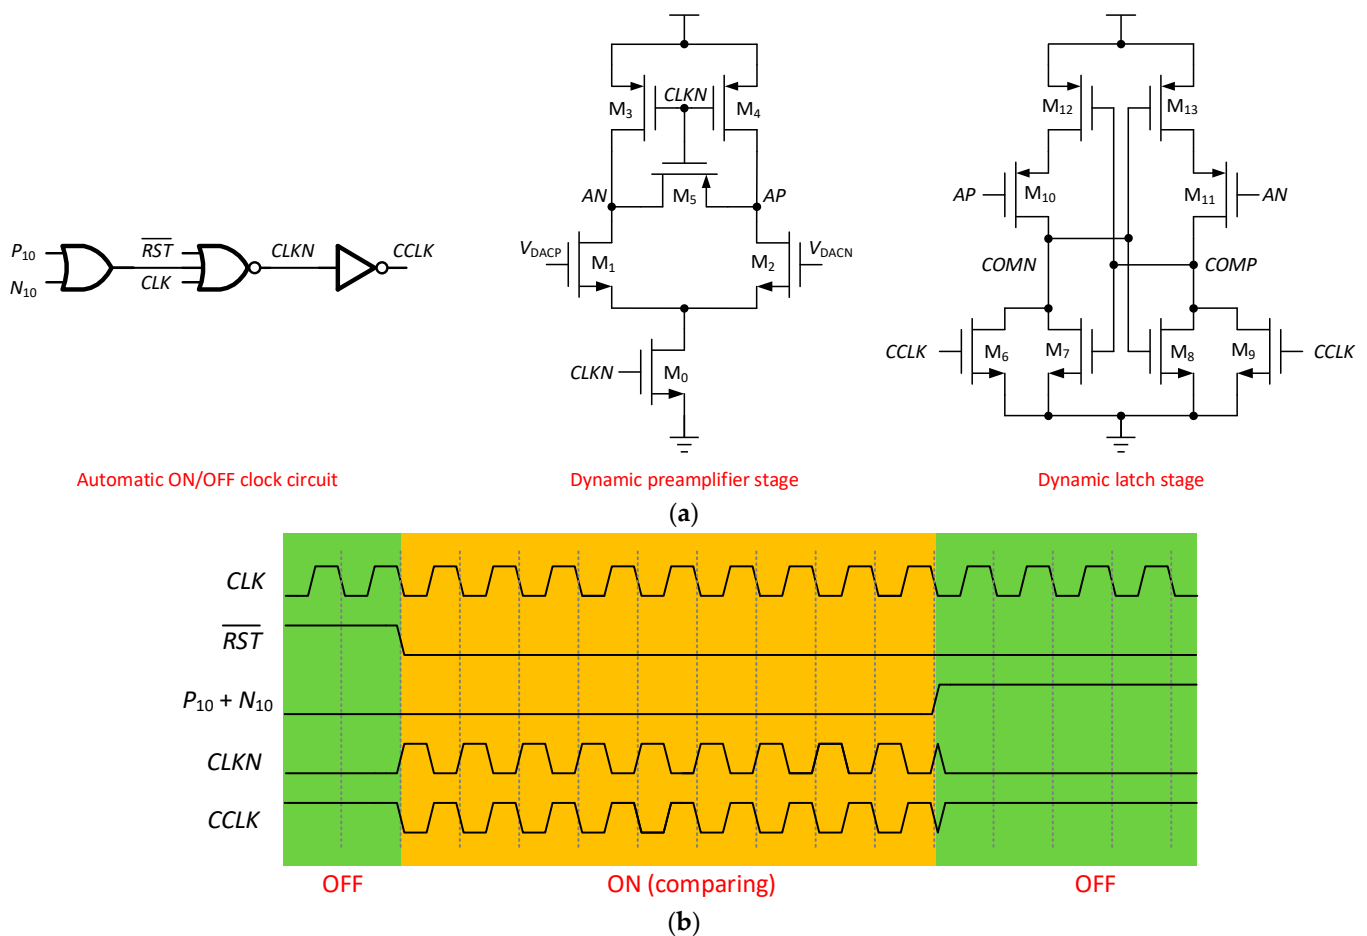 CLKN
M3 M4 M12 M13
AN M5 AP AP M10 M11 AN
P10 RST CLKN CCLK VDACP M1 M2 VDACN
N10 CLK COMN COMP
CLKN M0 CCLK M6 M7 M8 M9 CCLK
Automatic ON/OFF clock circuit Dynamic preamplifier stage Dynamic latch stage
(a)
CLK
RST
P10 + N10
CLKN
CCLK
OFF ON (comparing) OFF
(b)